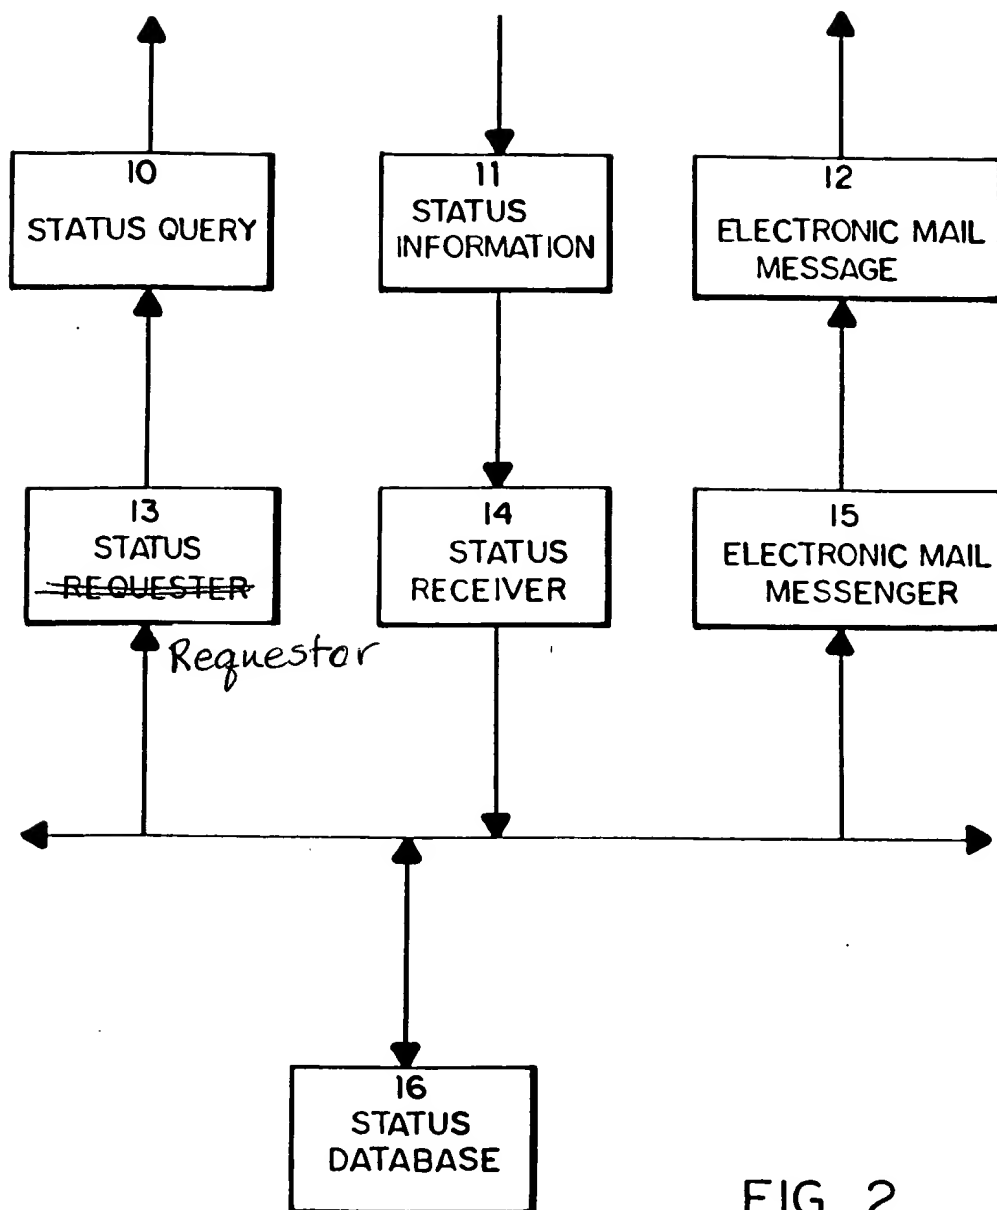 10
STATUS QUERY
11
STATUS
INFORMATION
12
ELECTRONIC MAIL
MESSAGE
13
STATUS
REQUESTER
Requestor
14
STATUS
RECEIVER
15
ELECTRONIC MAIL
MESSENGER
16
STATUS
DATABASE
FIG. 2